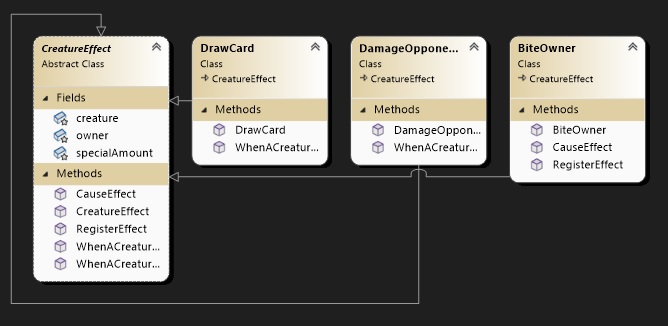 CreatureEffect
Abstract Class
Fields
creature
owner
specialAmount
Methods
CauseEffect
CreatureEffect
RegisterEffect
WhenACreatur...
WhenACreatur...
DrawCard
Class
CreatureEffect
Methods
DrawCard
WhenACreatur...
DamageOppone...
Class
CreatureEffect
Methods
DamageOppon...
WhenACreatur...
BiteOwner
Class
CreatureEffect
Methods
BiteOwner
CauseEffect
RegisterEffect